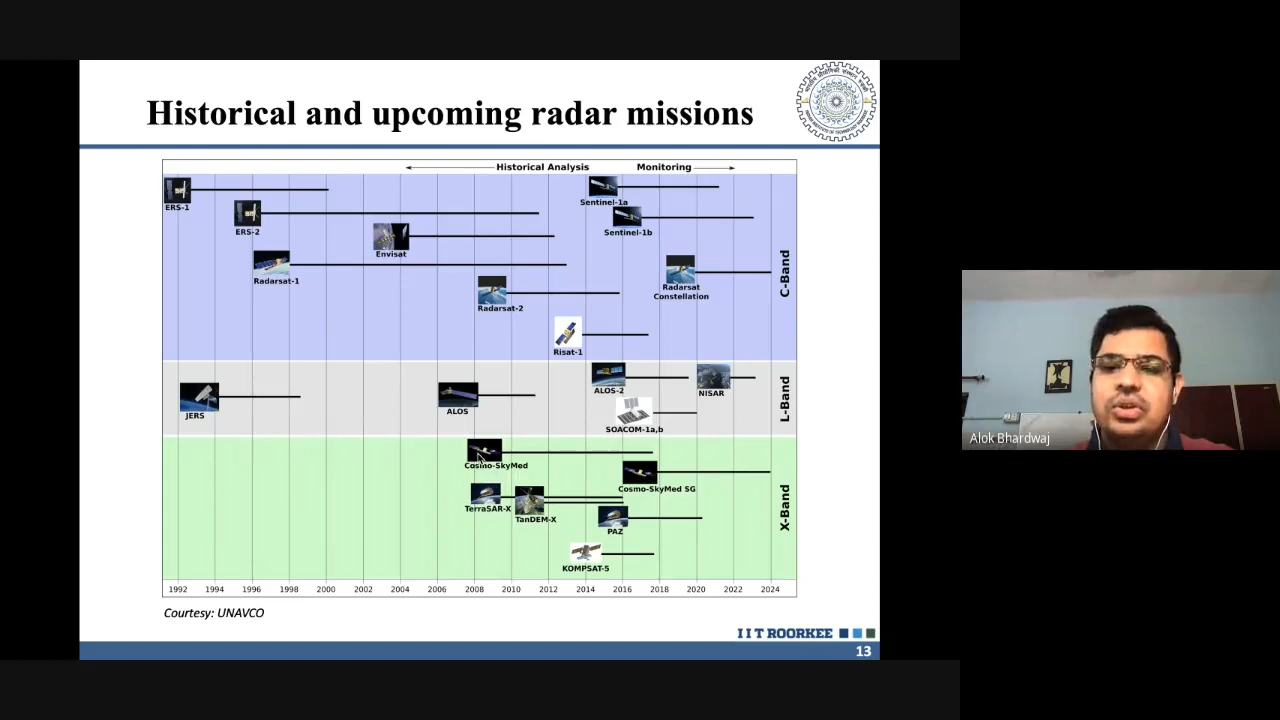 Historical and upcoming radar missions
Historical Analysis
Monitoring
ERS-1
ERS-2
Envisat
Radarsat-1
Radarsat-2
Risat-1
Sentinel-1a
Sentinel-1b
Radarsat
Constellation
C-Band
JERS
ALOS
ALOS-2
SOACOM-1a,b
NISAR
L-Band
Cosmo-SkyMed
Cosmo-SkyMed SG
TerraSAR-X
TanDEM-X
PAZ
KOMPSAT-5
X-Band
1992 1994 1996 1998 2000 2002 2004 2006 2008 2010 2012 2014 2016 2018 2020 2022 2024
Courtesy: UNAVCO
IIT ROORKEE
13
Alok Bhardwaj